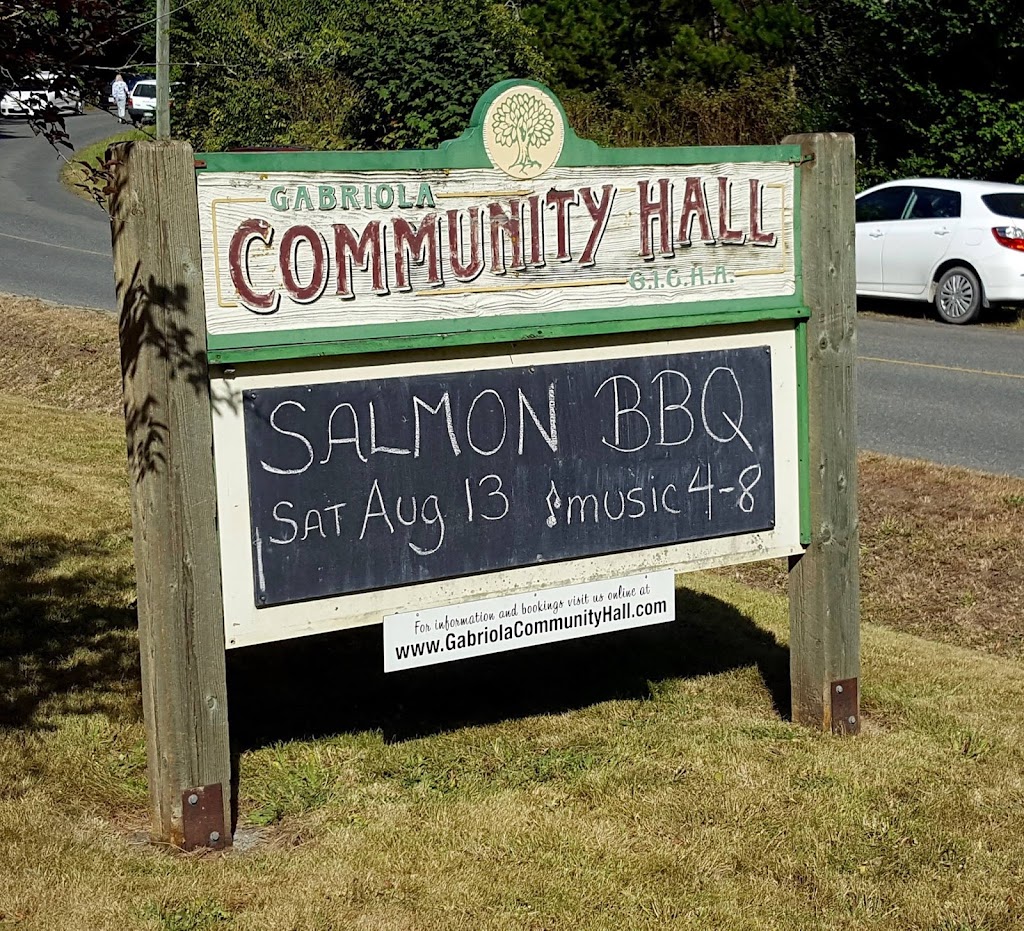 GABRIOLA
COMMUNITY HALL
G.I.G.A.A.
SALMON BBQ
SAT Aug 13 music 4-8
For information and bookings visit us online at
www.GabriolaCommunityHall.com